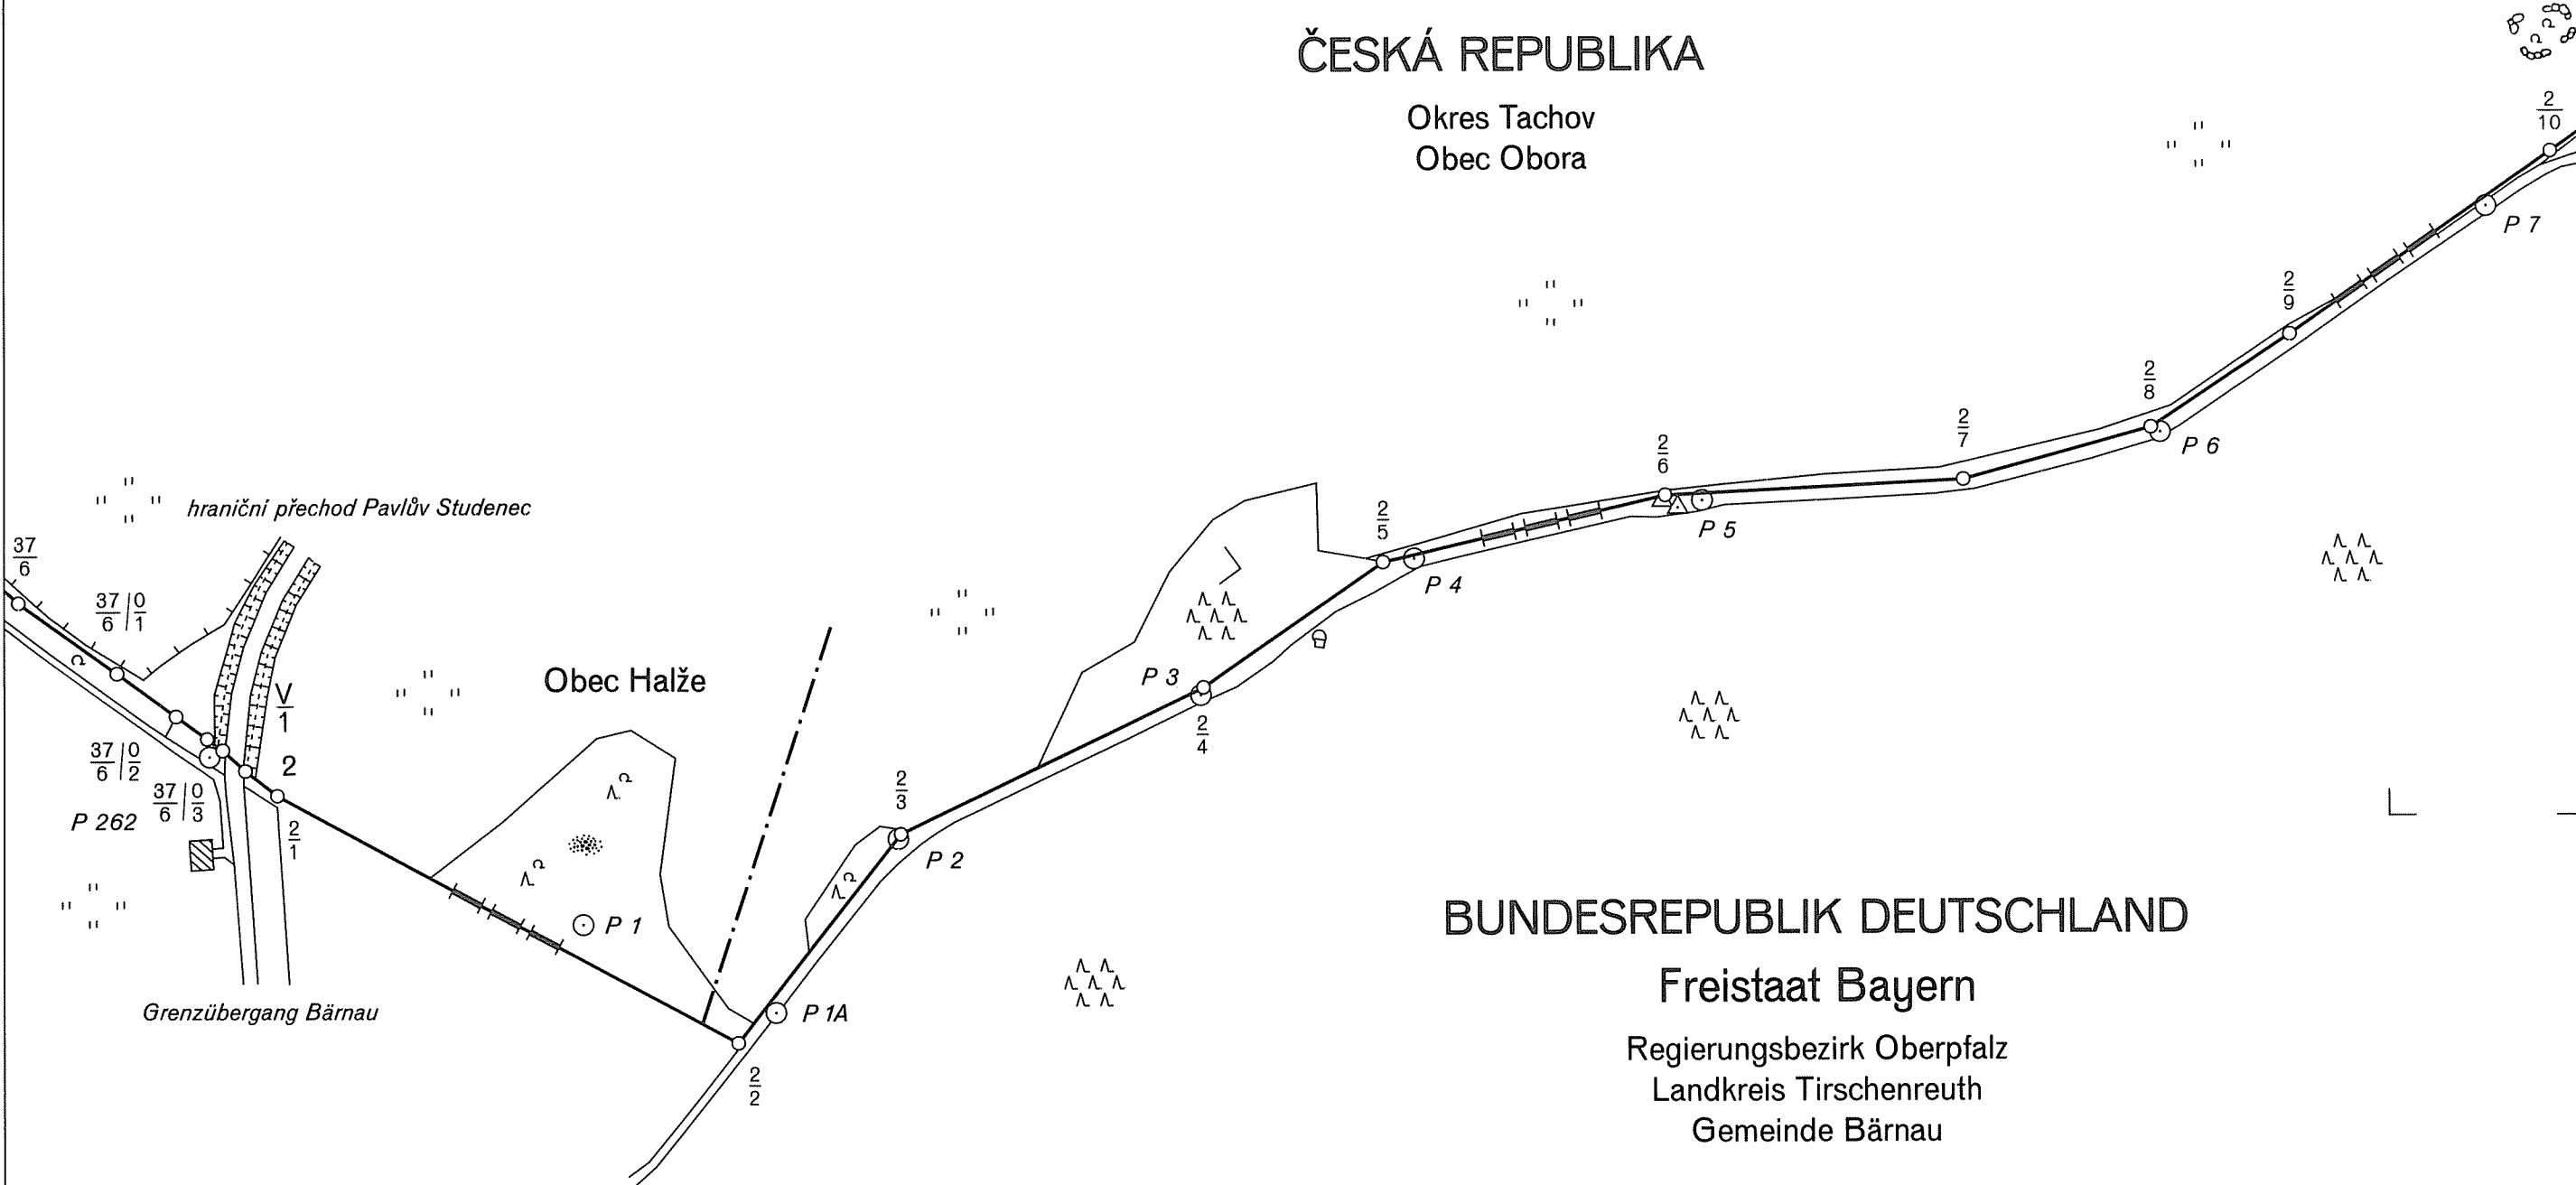 ČESKÁ REPUBLIKA
Okres Tachov
Obec Obora
2/10
P 7
2/9
2/8
P 6
2/7
2/6
P 5
2/5
P 4
hraniční přechod Pavlův Studenec
37/6
37/6 | 0/1
Obec Halže
V/1
P 3
2/4
37/6 | 0/2
2
37/6 | 0/3
P 262
2/1
2/3
P 2
P 1
P 1A
Grenzübergang Bärnau
2/2
BUNDESREPUBLIK DEUTSCHLAND
Freistaat Bayern
Regierungsbezirk Oberpfalz
Landkreis Tirschenreuth
Gemeinde Bärnau